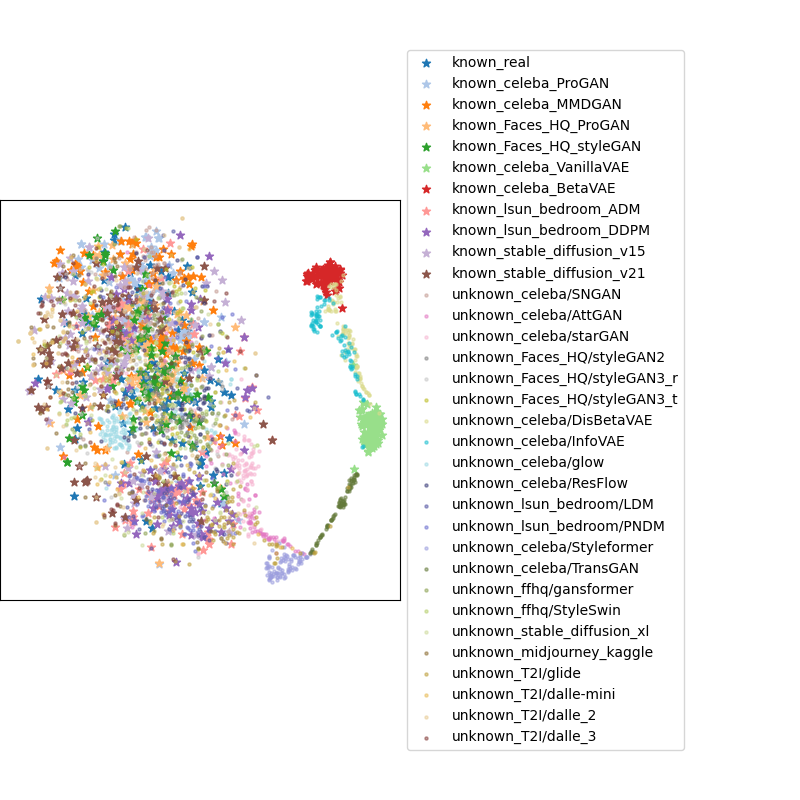 known_real
known_celeba_ProGAN
known_celeba_MMDGAN
known_Faces_HQ_ProGAN
known_Faces_HQ_styleGAN
known_celeba_VanillaVAE
known_celeba_BetaVAE
known_lsun_bedroom_ADM
known_lsun_bedroom_DDPM
known_stable_diffusion_v15
known_stable_diffusion_v21
unknown_celeba/SNGAN
unknown_celeba/AttGAN
unknown_celeba/starGAN
unknown_Faces_HQ/styleGAN2
unknown_Faces_HQ/styleGAN3_r
unknown_Faces_HQ/styleGAN3_t
unknown_celeba/DisBetaVAE
unknown_celeba/InfoVAE
unknown_celeba/glow
unknown_celeba/ResFlow
unknown_lsun_bedroom/LDM
unknown_lsun_bedroom/PNDM
unknown_celeba/Styleformer
unknown_celeba/TransGAN
unknown_ffhq/gansformer
unknown_ffhq/StyleSwin
unknown_stable_diffusion_xl
unknown_midjourney_kaggle
unknown_T2I/glide
unknown_T2I/dalle-mini
unknown_T2I/dalle_2
unknown_T2I/dalle_3